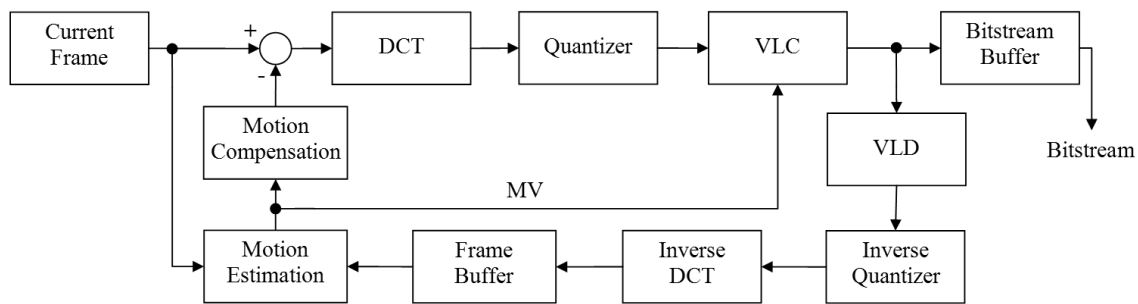 Current
Frame
+
-
DCT
Quantizer
VLC
Bitstream
Buffer
Motion
Compensation
VLD
Bitstream
MV
Motion
Estimation
Frame
Buffer
Inverse
DCT
Inverse
Quantizer